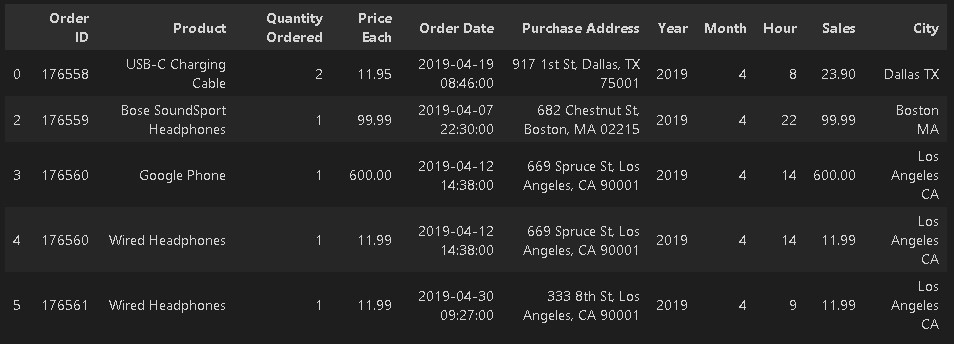 Order ID Product Quantity Ordered Price Each Order Date Purchase Address Year Month Hour Sales City
0 176558 USB-C Charging Cable 2 11.95 2019-04-19 08:46:00 917 1st St, Dallas, TX 75001 2019 4 8 23.90 Dallas TX
2 176559 Bose SoundSport Headphones 1 99.99 2019-04-07 22:30:00 682 Chestnut St, Boston, MA 02215 2019 4 22 99.99 Boston MA
3 176560 Google Phone 1 600.00 2019-04-12 14:38:00 669 Spruce St, Los Angeles, CA 90001 2019 4 14 600.00 Los Angeles CA
4 176560 Wired Headphones 1 11.99 2019-04-12 14:38:00 669 Spruce St, Los Angeles, CA 90001 2019 4 14 11.99 Los Angeles CA
5 176561 Wired Headphones 1 11.99 2019-04-30 09:27:00 333 8th St, Los Angeles, CA 90001 2019 4 9 11.99 Los Angeles CA